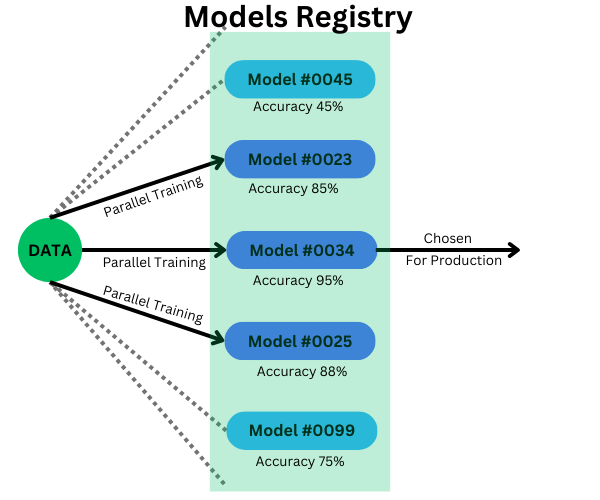 Models Registry
Model #0045
Accuracy 45%
Model #0023
Accuracy 85%
Parallel Training
DATA
Parallel Training
Model #0034
Accuracy 95%
Chosen
For Production
Parallel Training
Model #0025
Accuracy 88%
Model #0099
Accuracy 75%